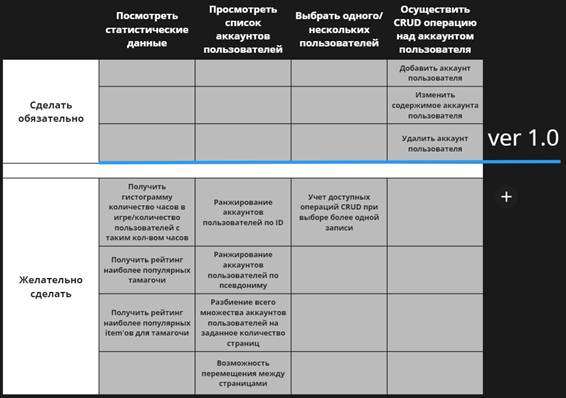 Посмотреть
статистические
данные
Просмотреть
список
аккаунтов
пользователей
Выбрать одного/
нескольких
пользователей
Осуществить
CRUD операцию
над аккаунтом
пользователя
Сделать
обязательно
Добавить аккаунт
пользователя
Изменить
содержимое аккаунта
пользователя
Удалить аккаунт
пользователя
ver 1.0
+
Желательно
сделать
Получить
гистограмму
количество часов в
игре/количество
пользователей с
таким кол-вом часов
Ранжирование
аккаунтов
пользователей по ID
Учет доступных
операций CRUD при
выборе более одной
записи
Получить рейтинг
наиболее популярных
тамагочи
Ранжирование
аккаунтов
пользователей по
псевдониму
Получить рейтинг
наиболее популярных
item'ов для тамагочи
Разбиение всего
множества аккаунтов
пользователей на
заданное количество
страниц
Возможность
перемещения между
страницами